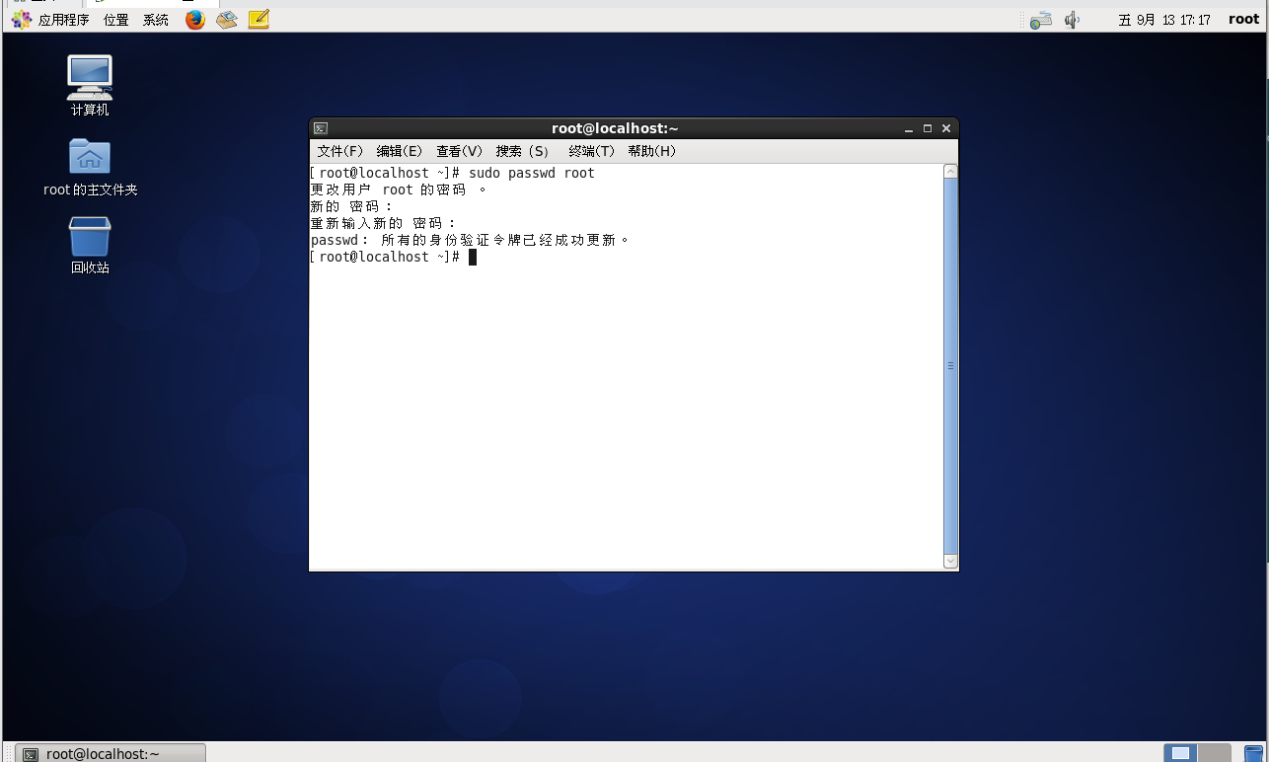 应用程序 位置 系统
五 9月 13 17:17 root
计算机
root 的主文件夹
回收站
root@localhost:~
文件(F) 编辑(E) 查看(V) 搜索 (S) 终端(T) 帮助(H)
[root@localhost ~]# sudo passwd root
更改用户 root 的密码 。
新的 密码：
重新输入新的 密码：
passwd： 所有的身份验证令牌已经成功更新。
[root@localhost ~]#
root@localhost:~